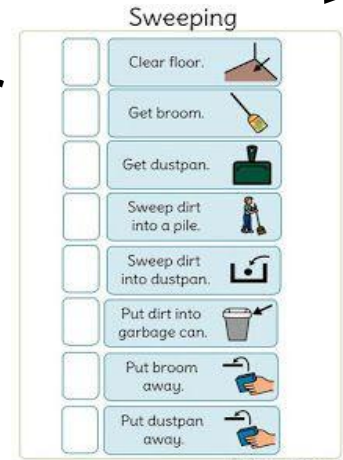 Sweeping
Clear floor.
Get broom.
Get dustpan.
Sweep dirt
into a pile.
Sweep dirt
into dustpan.
Put dirt into
garbage can.
Put broom
away.
Put dustpan
away.